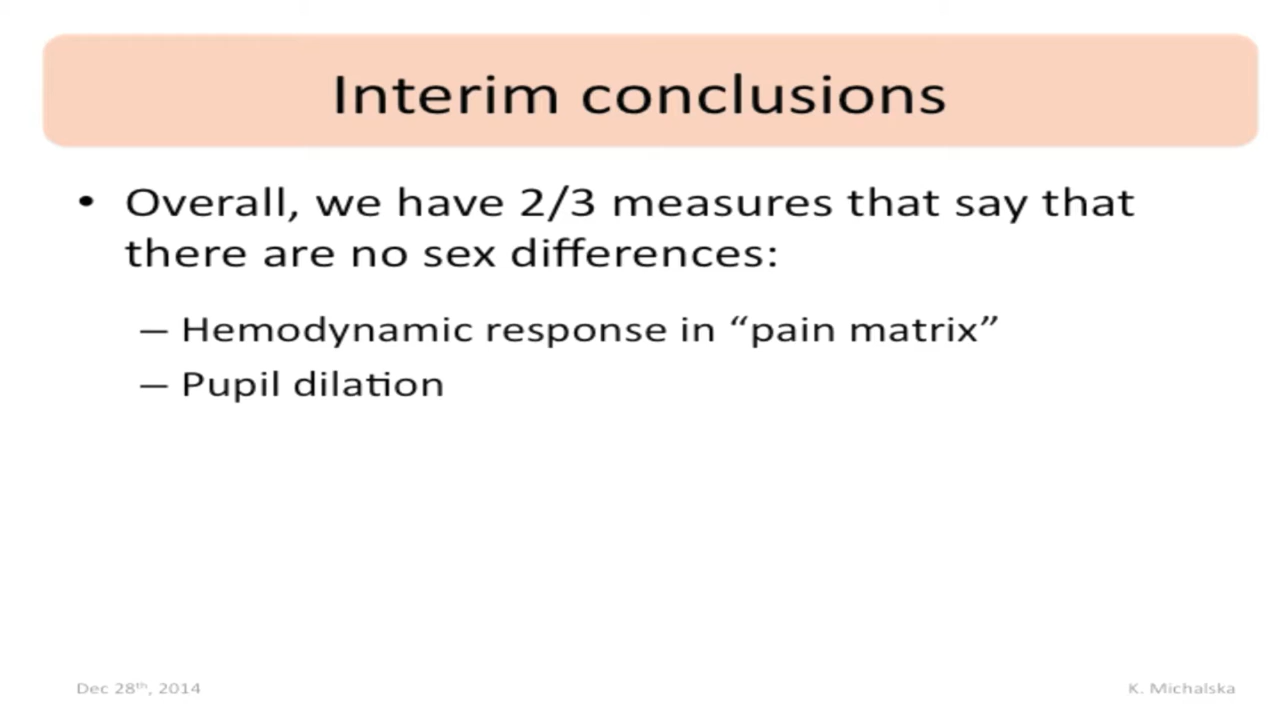 Interim conclusions
• Overall, we have 2/3 measures that say that
there are no sex differences:
– Hemodynamic response in “pain matrix”
– Pupil dilation
Dec 28th, 2014
K. Michalska